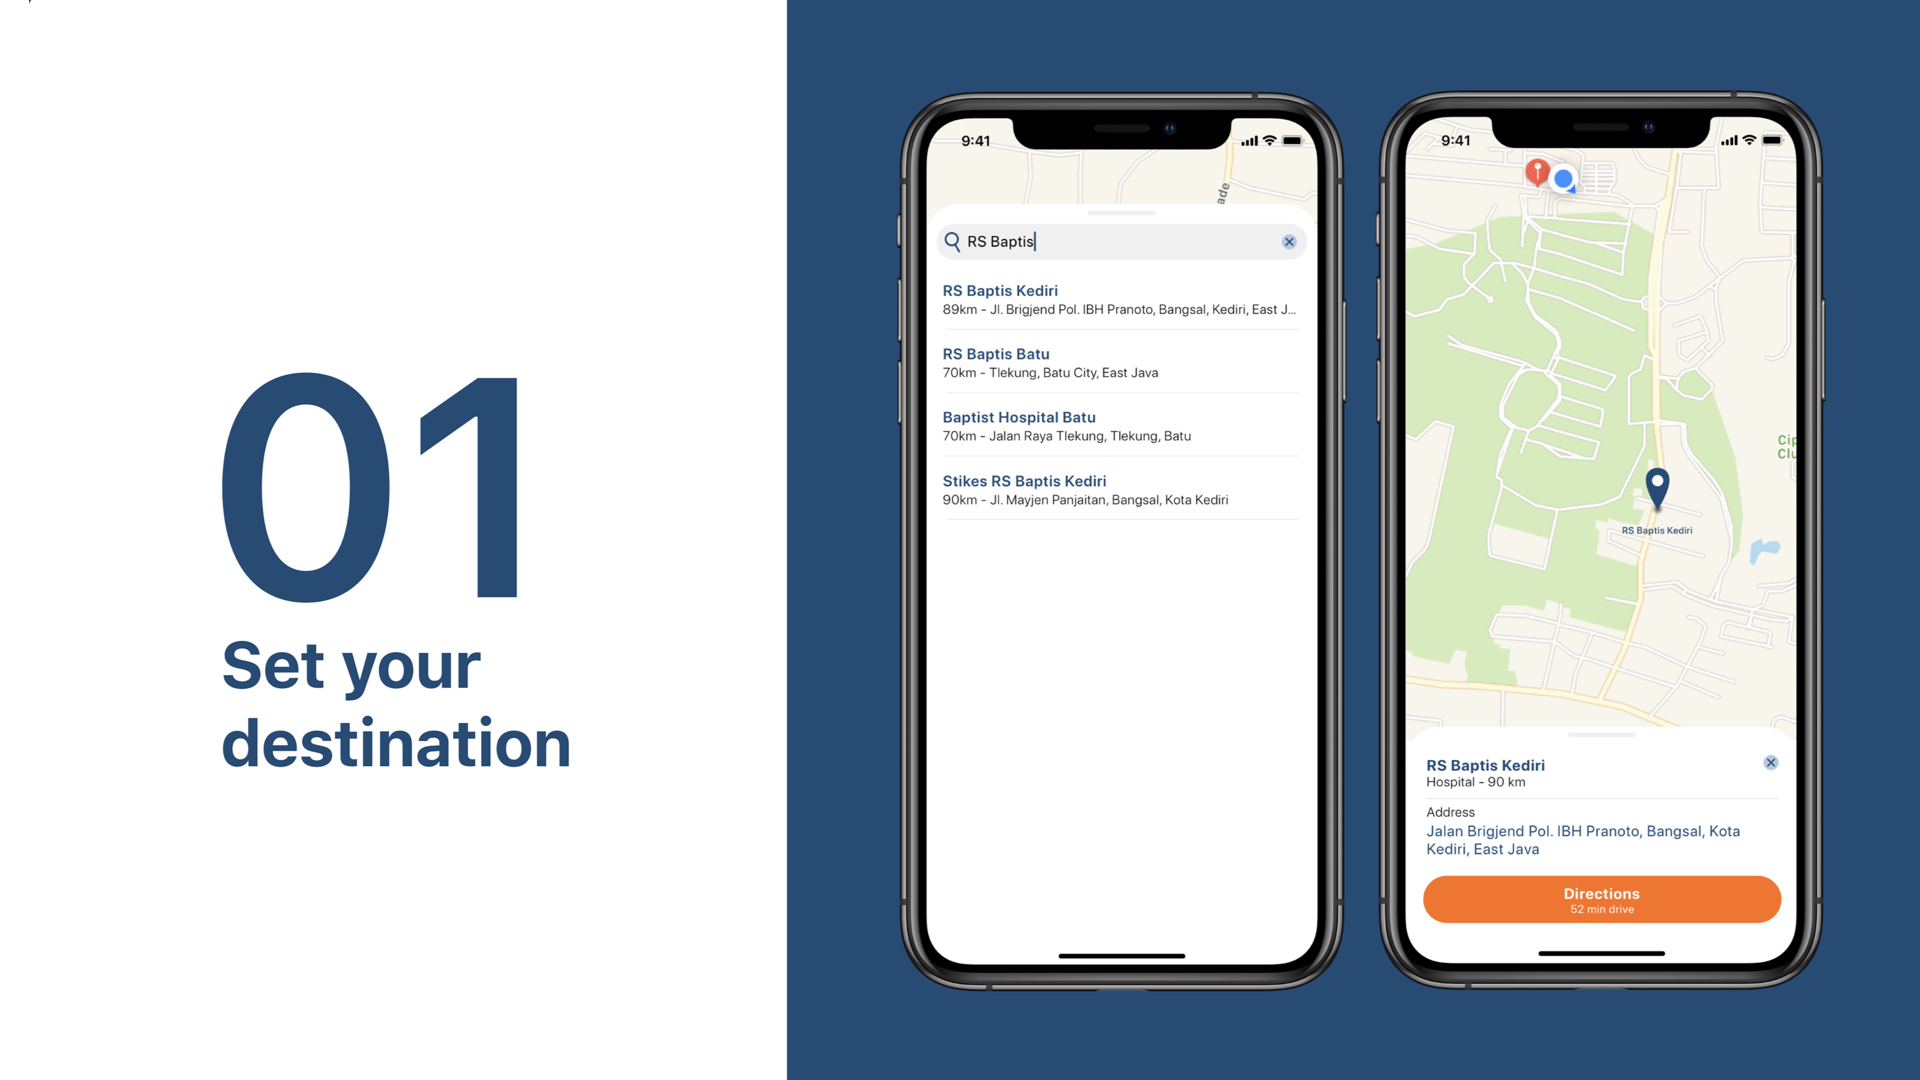 01
Set your
destination
9:41
ade
RS Baptis
RS Baptis Kediri
89km - Jl. Brigjend Pol. IBH Pranoto, Bangsal, Kediri, East J...
RS Baptis Batu
70km - Tlekung, Batu City, East Java
Baptist Hospital Batu
70km - Jalan Raya Tlekung, Tlekung, Batu
Stikes RS Baptis Kediri
90km - Jl. Mayjen Panjaitan, Bangsal, Kota Kediri
9:41
Cip
Clu
RS Baptis Kediri
RS Baptis Kediri
Hospital - 90 km
Address
Jalan Brigjend Pol. IBH Pranoto, Bangsal, Kota
Kediri, East Java
Directions
52 min drive